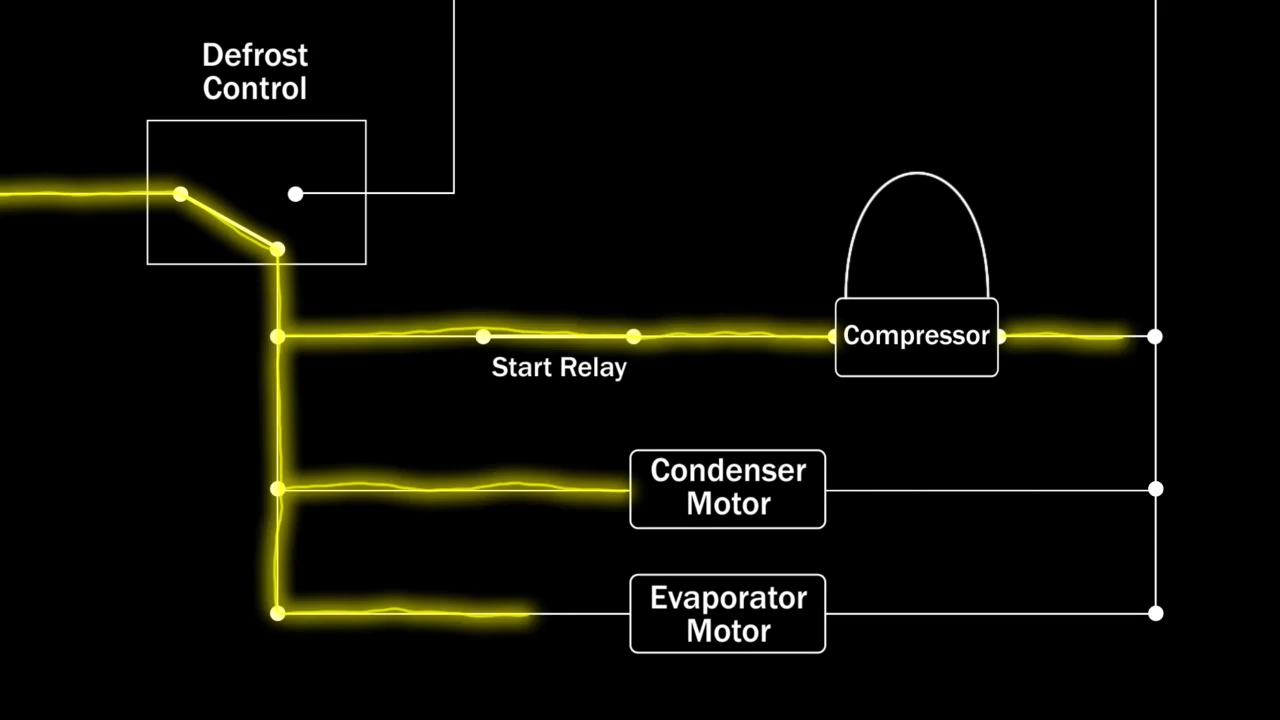 Defrost
Control
Compressor
Start Relay
Condenser
Motor
Evaporator
Motor